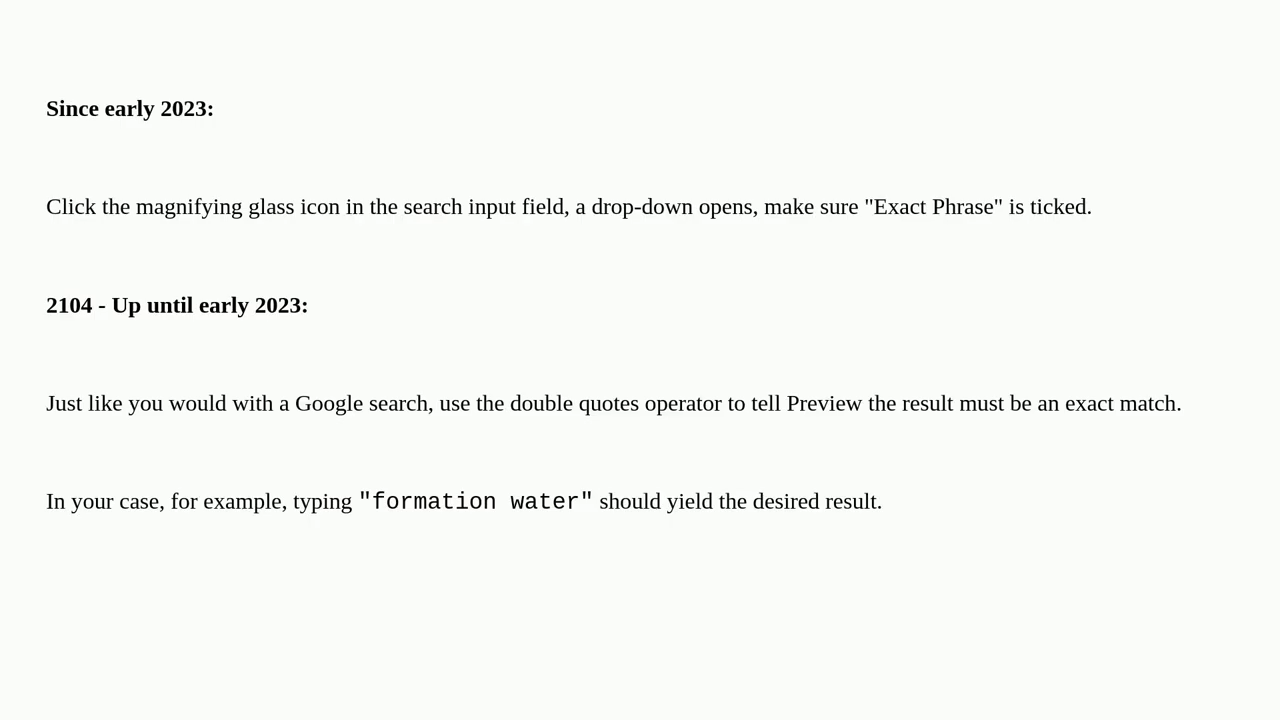 Since early 2023:
Click the magnifying glass icon in the search input field, a drop-down opens, make sure "Exact Phrase" is ticked.
2104 - Up until early 2023:
Just like you would with a Google search, use the double quotes operator to tell Preview the result must be an exact match.
In your case, for example, typing "formation water" should yield the desired result.